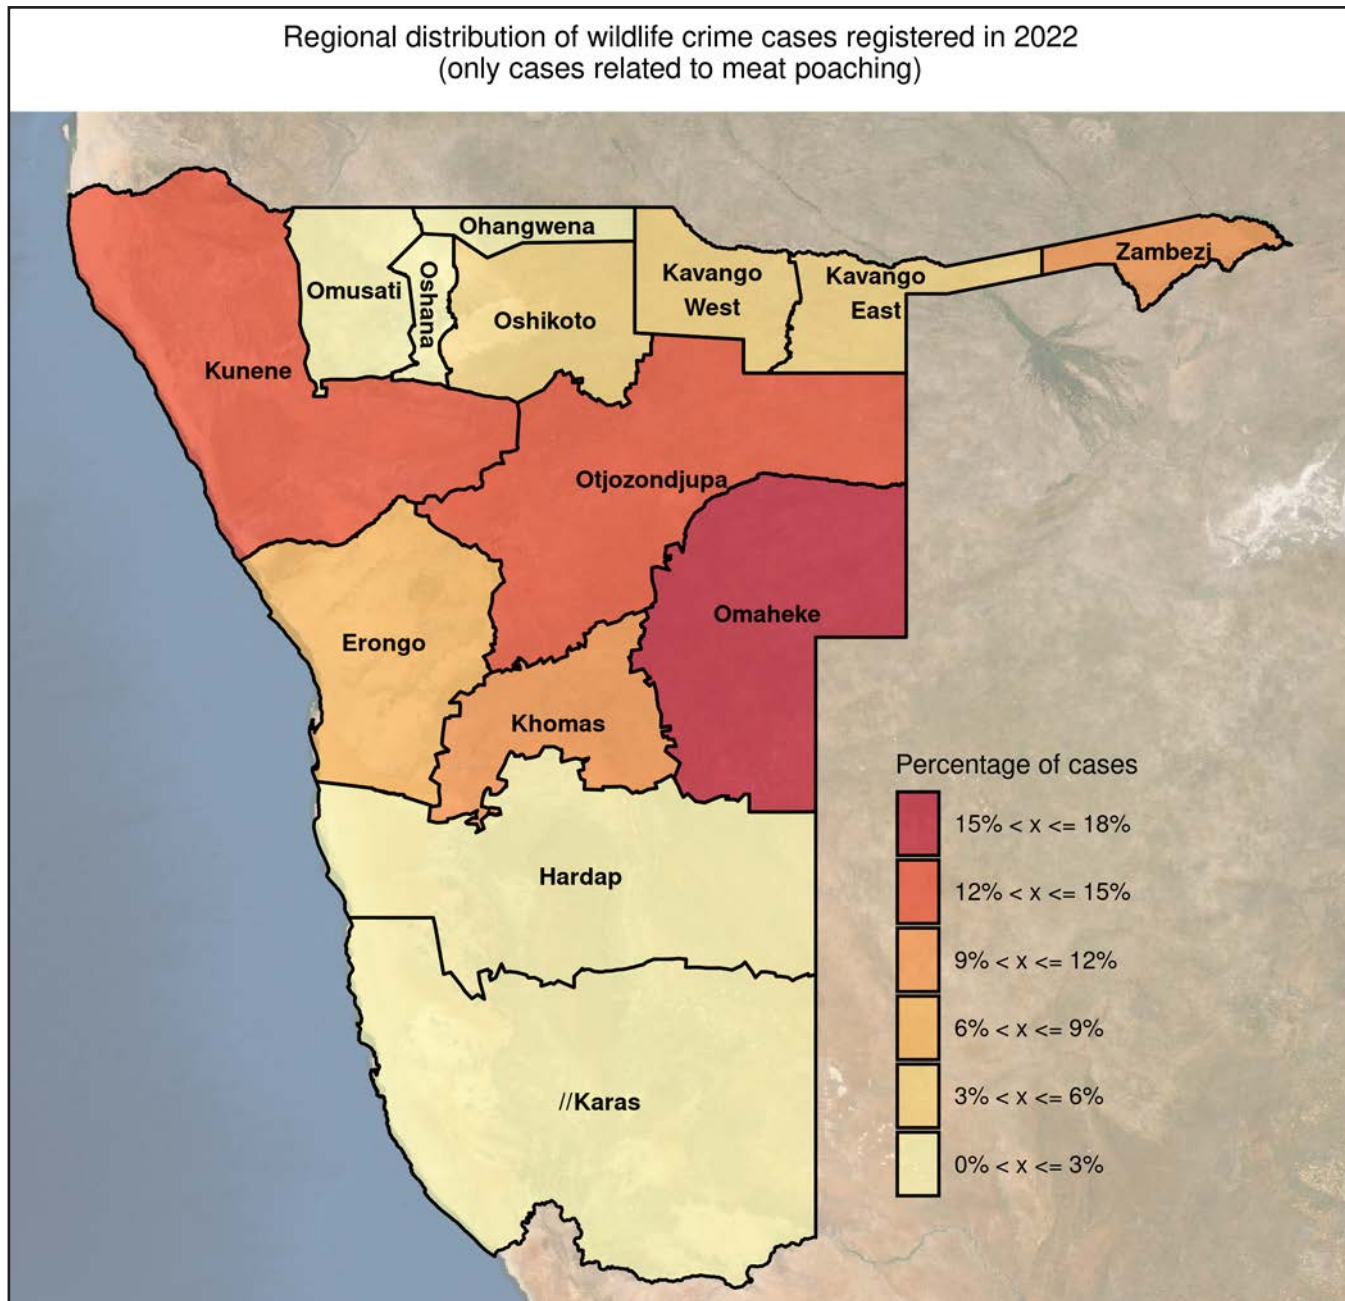 Regional distribution of wildlife crime cases registered in 2022
(only cases related to meat poaching)
Ohangwena
Zambezi
Omusati
Oshana
Oshikoto
Kavango
West
Kavango
East
Kunene
Otjozondjupa
Omaheke
Erongo
Khomas
Hardap
//Karas
Percentage of cases
15% < x <= 18%
12% < x <= 15%
9% < x <= 12%
6% < x <= 9%
3% < x <= 6%
0% < x <= 3%